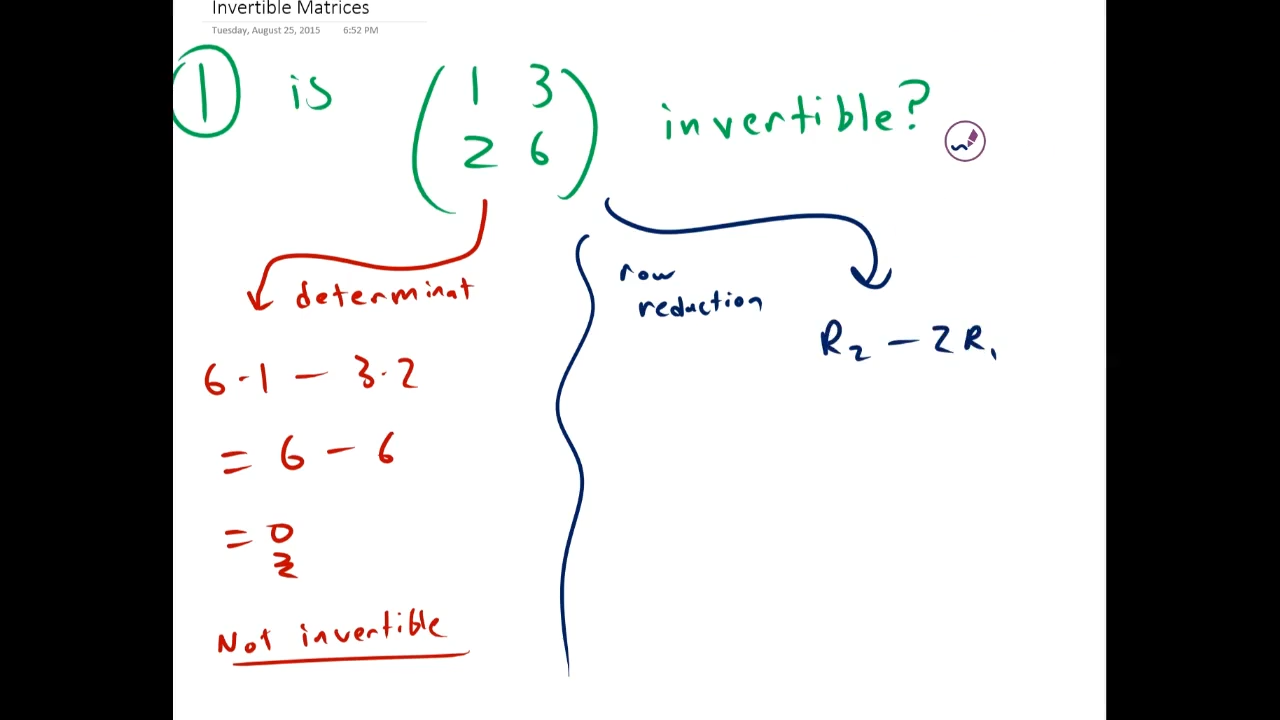 Invertible Matrices
Tuesday, August 25, 2015 6:52 PM
1 is ( 1 3 invertible?
2 6 )
determinat
row
reduction
R₂ – 2R₁
6·1 – 3·2
= 6 – 6
= 0
Not invertible